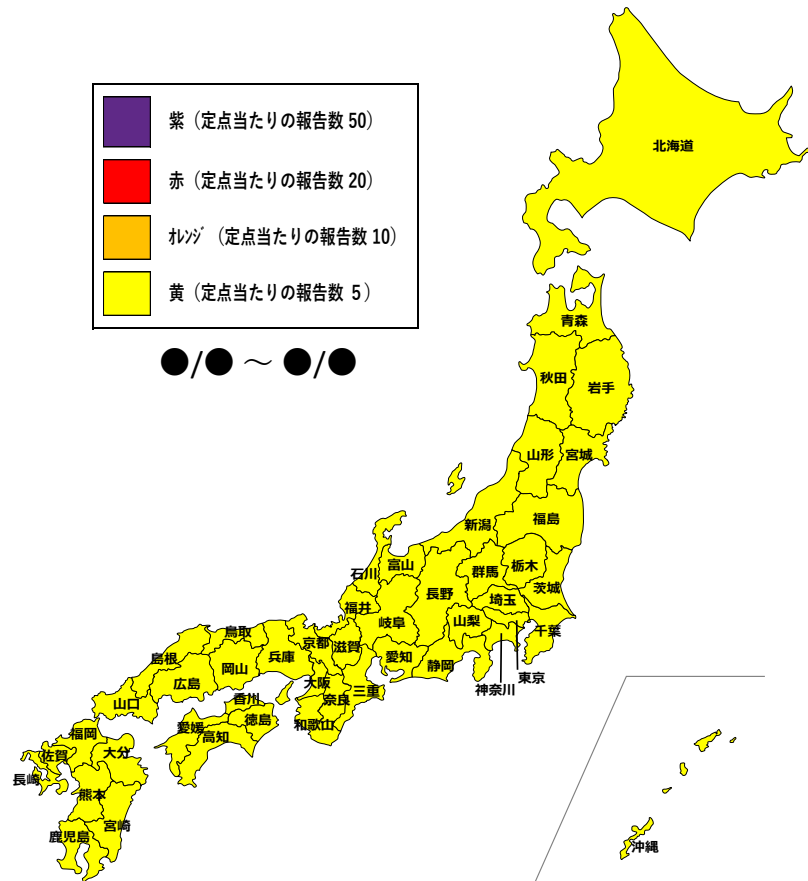 紫（定点当たりの報告数 50）
赤（定点当たりの報告数 20）
ｵﾚﾝｼﾞ（定点当たりの報告数 10）
黄（定点当たりの報告数 5）
●/● ～ ●/●
北海道
青森
秋田
岩手
山形
宮城
新潟
福島
石川
富山
群馬
栃木
茨城
長野
埼玉
福井
岐阜
山梨
千葉
鳥取
京都
滋賀
愛知
静岡
神奈川
東京
島根
岡山
兵庫
広島
大阪
奈良
三重
山口
香川
徳島
和歌山
愛媛
高知
福岡
佐賀
大分
長崎
熊本
鹿児島
宮崎
沖縄